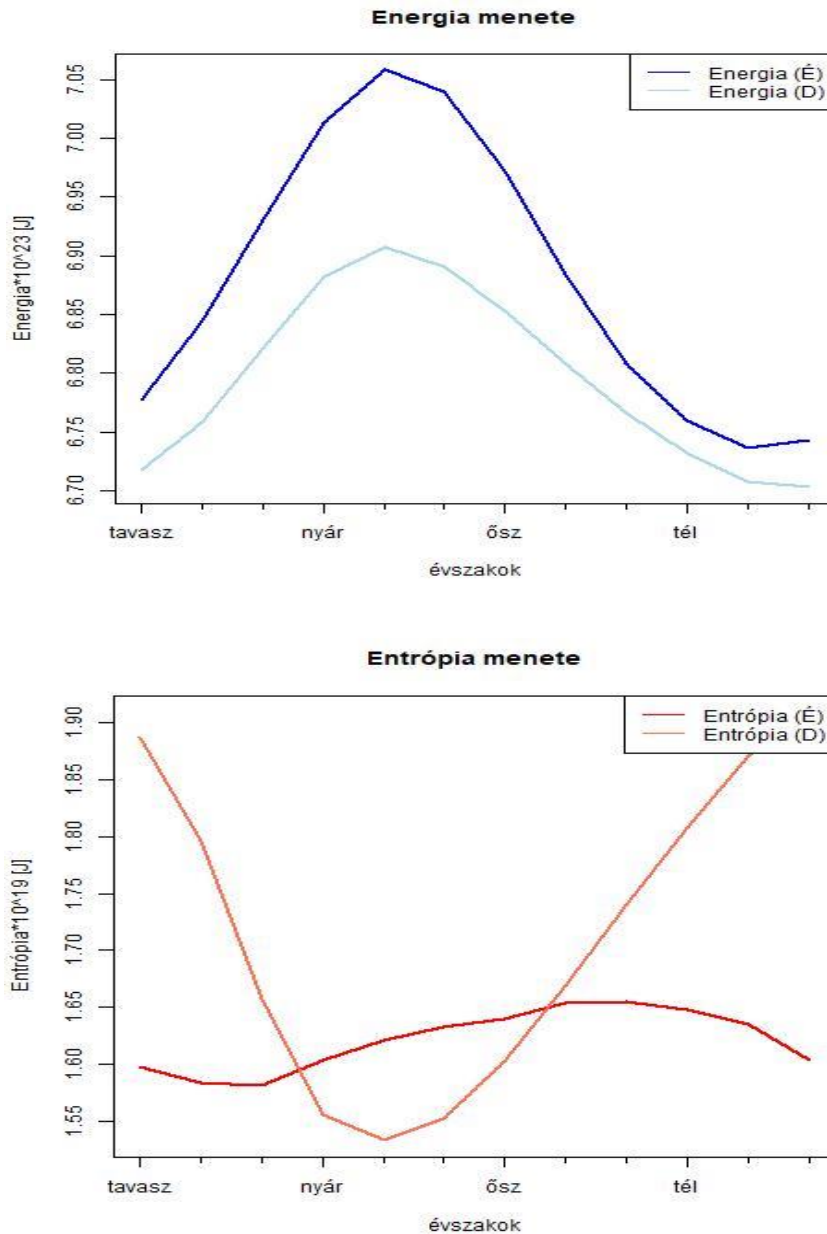 Energia menete
Energia (É)
Energia (D)
Energia*10^23 [J]
7.05
7.00
6.95
6.90
6.85
6.80
6.75
6.70
tavasz nyár ősz tél
évszakok
Entrópia menete
Entrópia (É)
Entrópia (D)
Entrópia*10^19 [J]
1.90
1.85
1.80
1.75
1.70
1.65
1.60
1.55
tavasz nyár ősz tél
évszakok